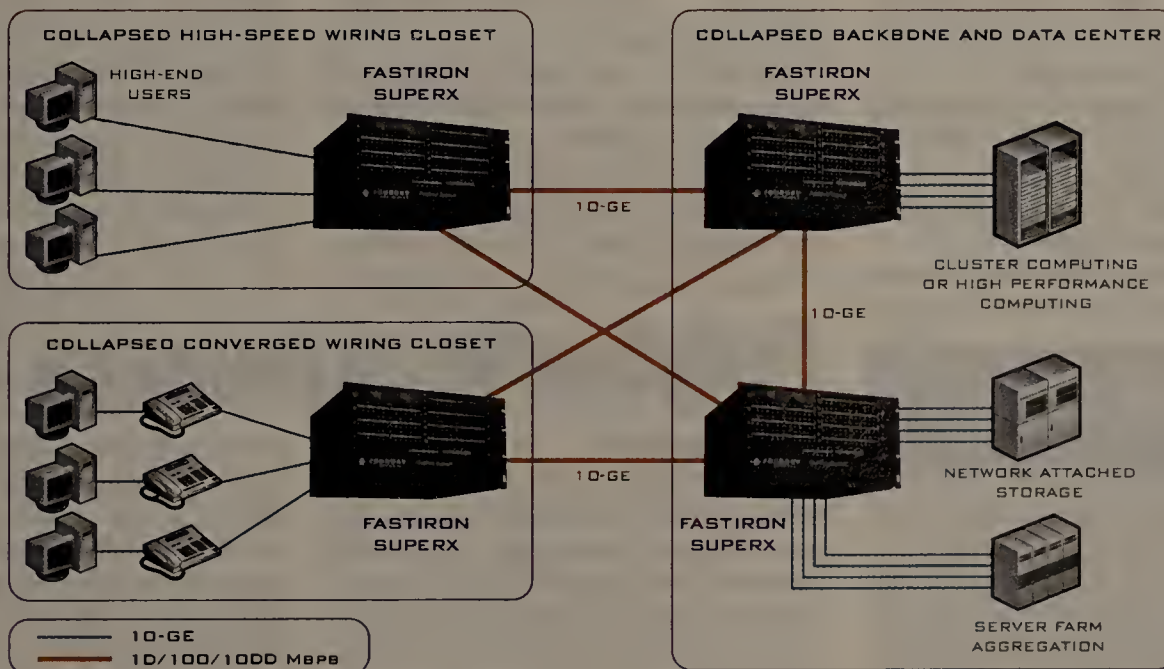 COLLAPSED HIGH-SPEED WIRING CLOSET
HIGH-END
USERS
FASTIRON
SUPERX
COLLAPSED BACKBONE AND DATA CENTER
FASTIRON
SUPERX
10-GE
CLUSTER COMPUTING
OR HIGH PERFORMANCE
COMPUTING
10-GE
COLLAPSED CONVERGED WIRING CLOSET
FASTIRON
SUPERX
10-GE
FASTIRON
SUPERX
NETWORK ATTACHED
STORAGE
SERVER FARM
AGGREGATION
10-GE
10/100/1000 MBPS